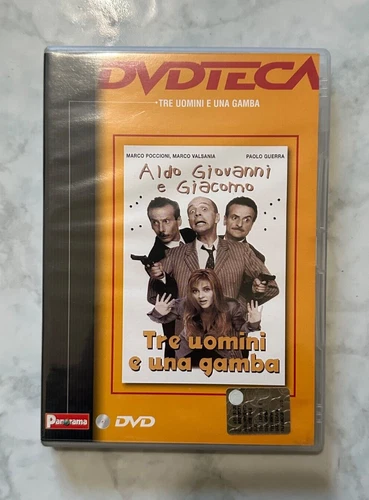 DVDTECA
TRE UOMINI E UNA GAMBA
MARCO POCCIONI, MARCO VALSANIA PAOLO GUERRA
Aldo Giovanni
e Giacomo
Tre uomini
e una gamba
Panorama
DVD